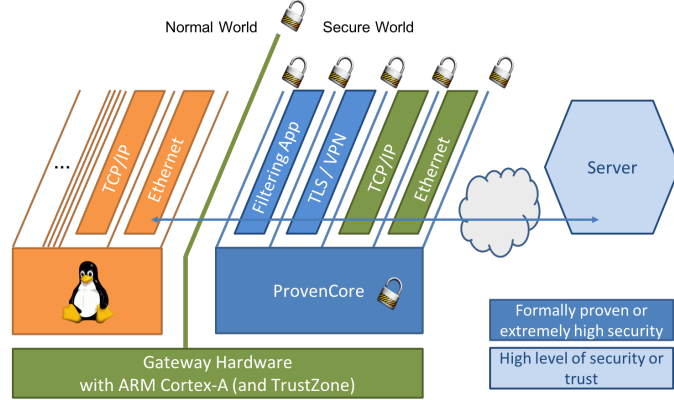 Normal World
Secure World
...
TCP/IP
Ethernet
Filtering App
TLS / VPN
TCP/IP
Ethernet
Server
ProvenCore
Formally proven or
extremely high security
High level of security or
trust
Gateway Hardware
with ARM Cortex-A (and TrustZone)